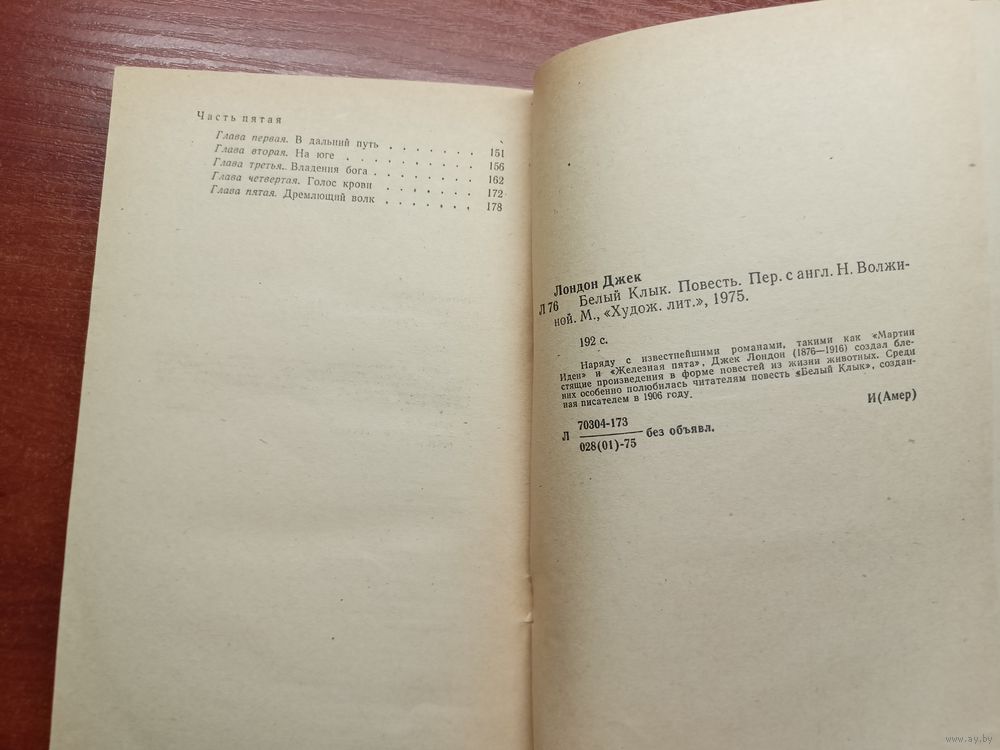 Часть пятая
Глава первая. В дальний путь . . . . . . . 151
Глава вторая. На юге . . . . . . . . . 156
Глава третья. Владения бога . . . . . . . 162
Глава четвертая. Голос крови . . . . . . . 172
Глава пятая. Дремлющий волк . . . . . . . 178
Лондон Джек
Л 76 Белый Клык. Повесть. Пер. с англ. Н. Волжи-
ной. М., «Худож. лит.», 1975.
192 с.
Наряду с известнейшими романами, такими как «Мартин
Иден» и «Железная пята», Джек Лондон (1876—1916) создал бле-
стящие произведения в форме повестей из жизни животных. Среди
них особенно полюбилась читателям повесть «Белый Клык», создан-
ная писателем в 1906 году.
И(Амер)
Л 70304-173
028(01)-75 без объявл.
www.ay.by